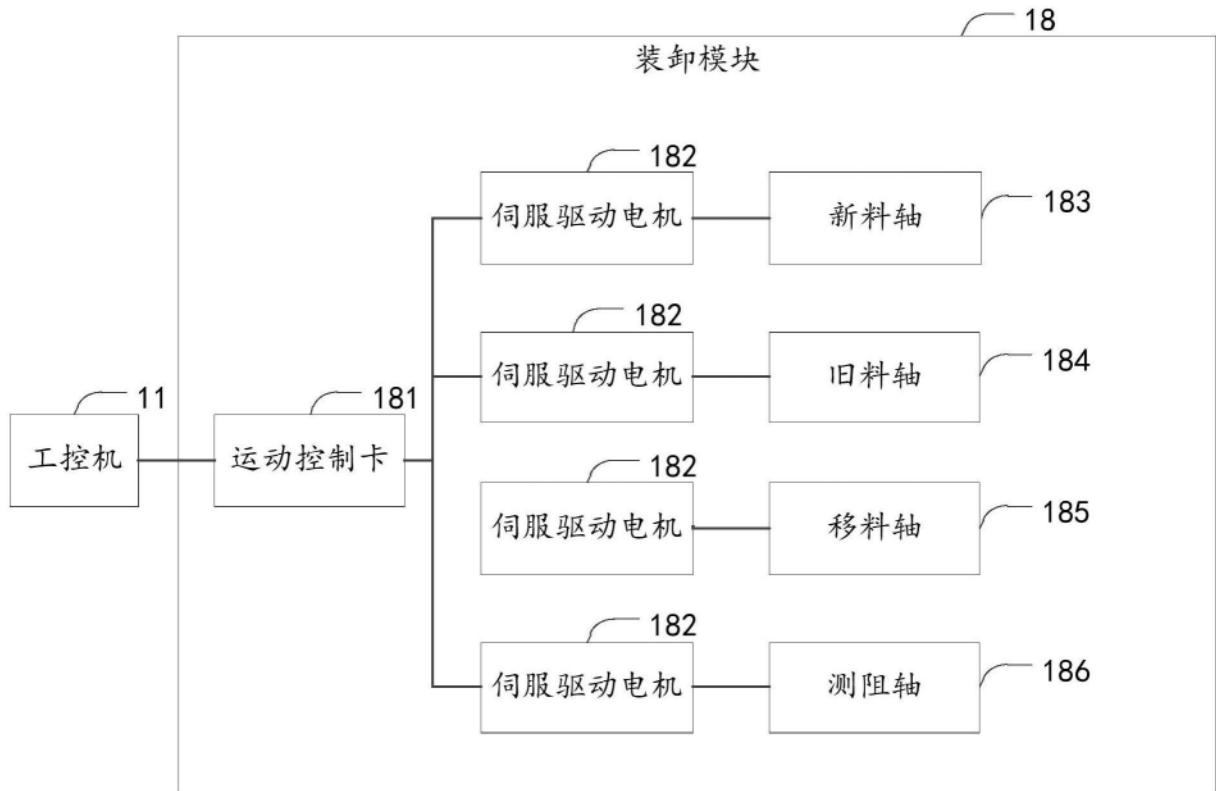 18
装卸模块
182
伺服驱动电机
新料轴
183
182
伺服驱动电机
旧料轴
184
11
工控机
181
运动控制卡
182
伺服驱动电机
移料轴
185
182
伺服驱动电机
测阻轴
186